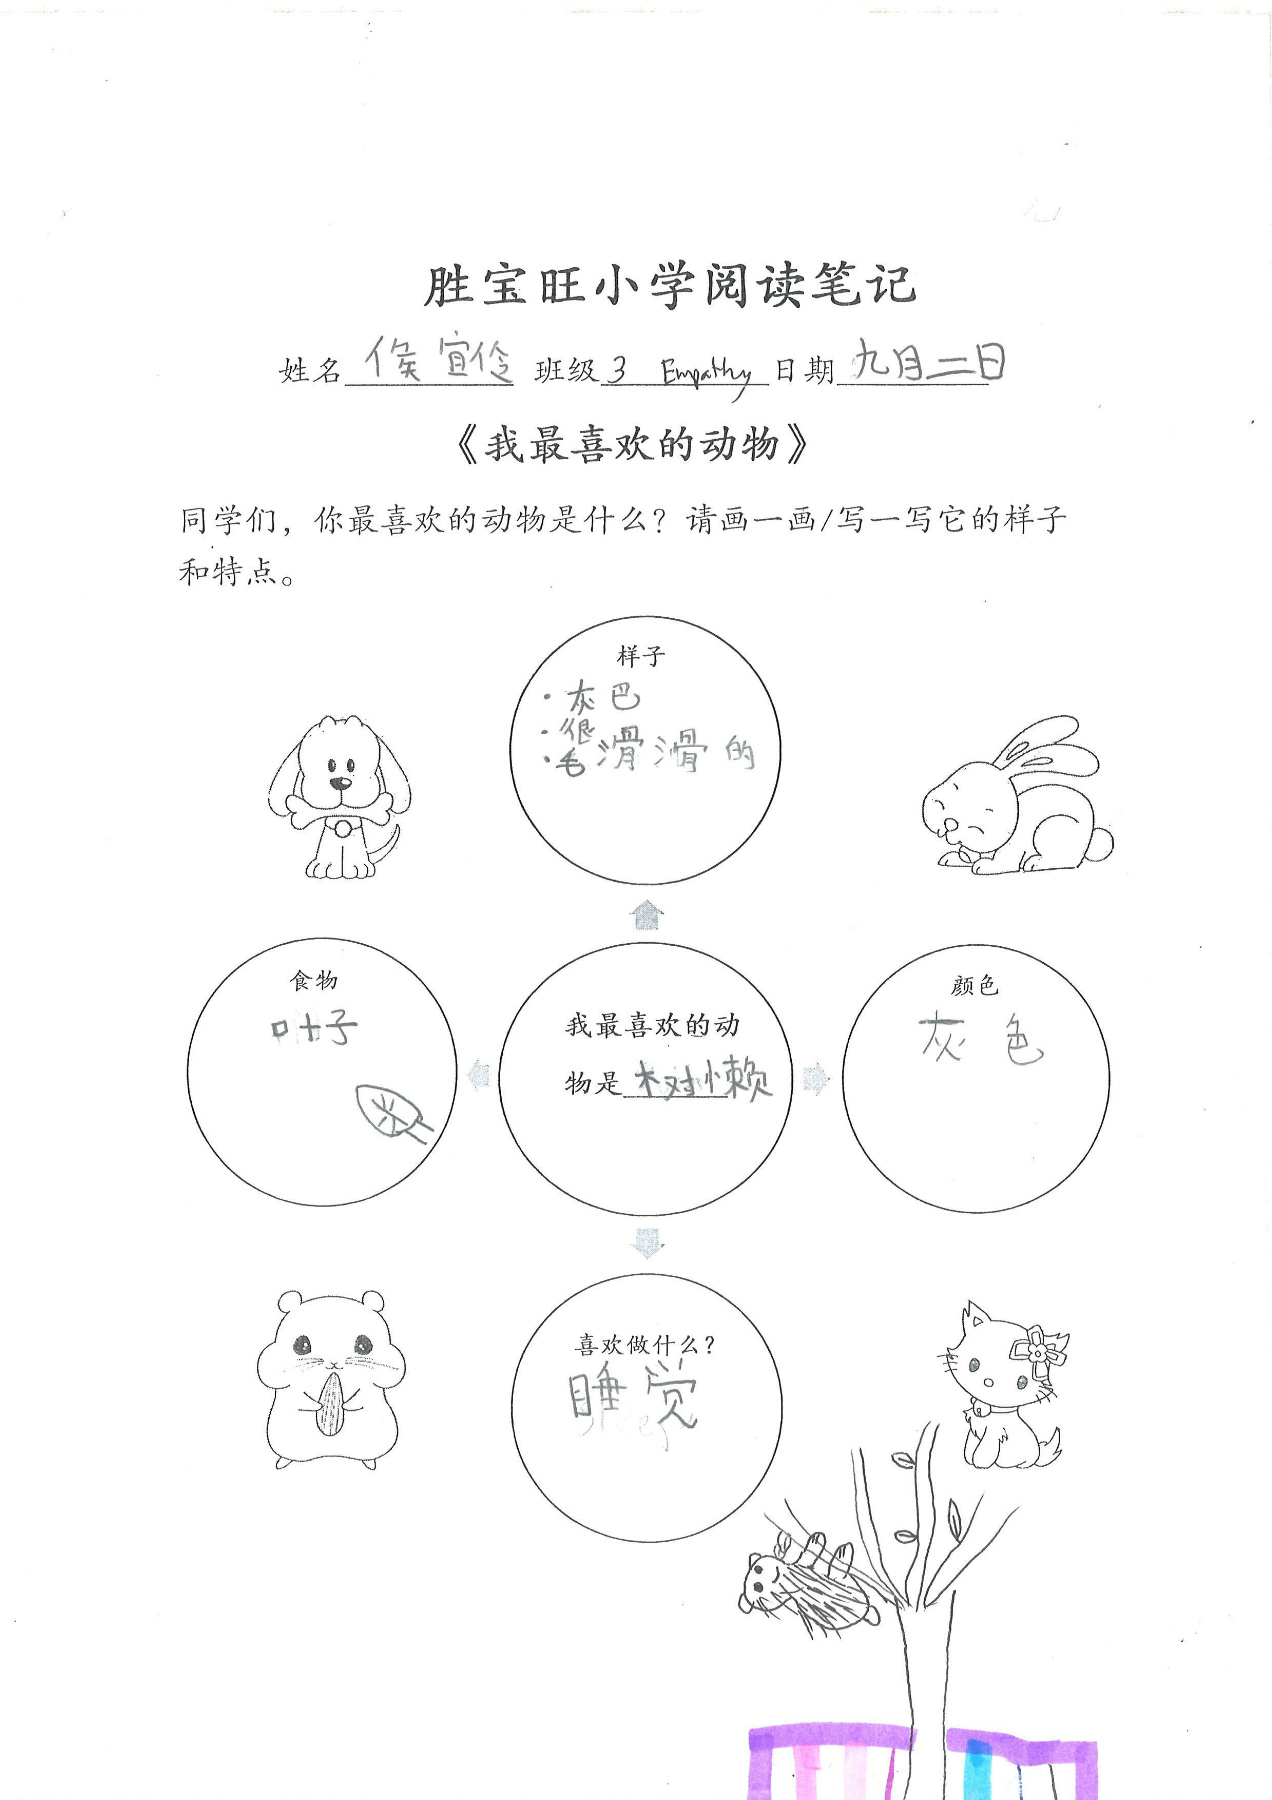 胜宝旺小学阅读笔记
姓名 侯宜伶 班级 3 Empathy 日期 九月二日
《我最喜欢的动物》
同学们，你最喜欢的动物是什么？请画一画/写一写它的样子
和特点。
样子
·灰巴
·很
·毛滑滑的
食物
叶子
我最喜欢的动
物是树懒
颜色
灰色
喜欢做什么？
睡觉